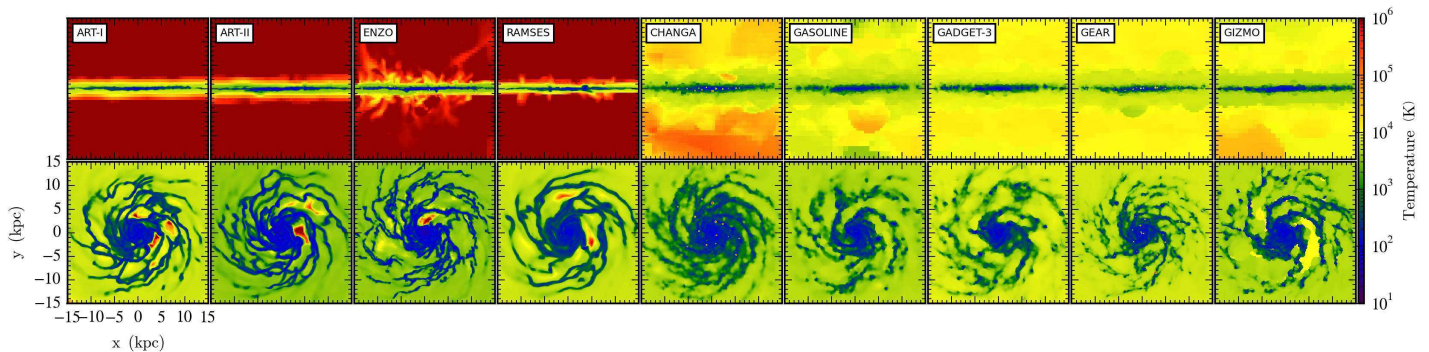 ART-I
ART-II
ENZO
RAMSES
CHANGA
GASOLINE
GADGET-3
GEAR
GIZMO
10^6
10^5
10^4
10^3
10^2
10^1
Temperature (K)
15
10
5
0
−5
−10
−15
y (kpc)
−15−10−5 0 5 10 15
x (kpc)